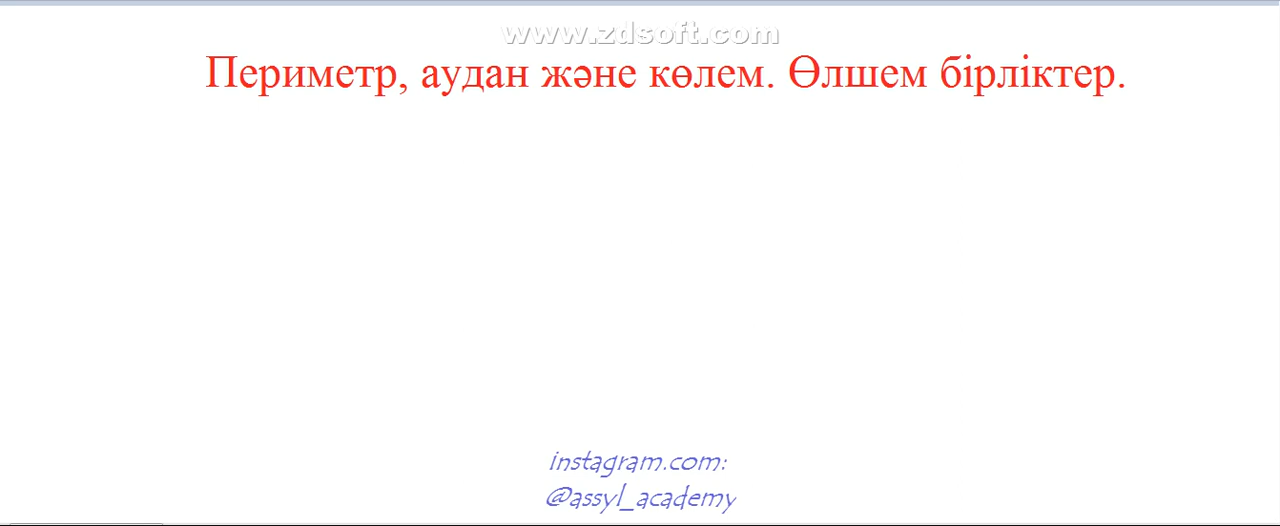 www.zdsoft.com
Периметр, аудан және көлем. Өлшем бірліктер.
instagram.com:
@assyl_academy